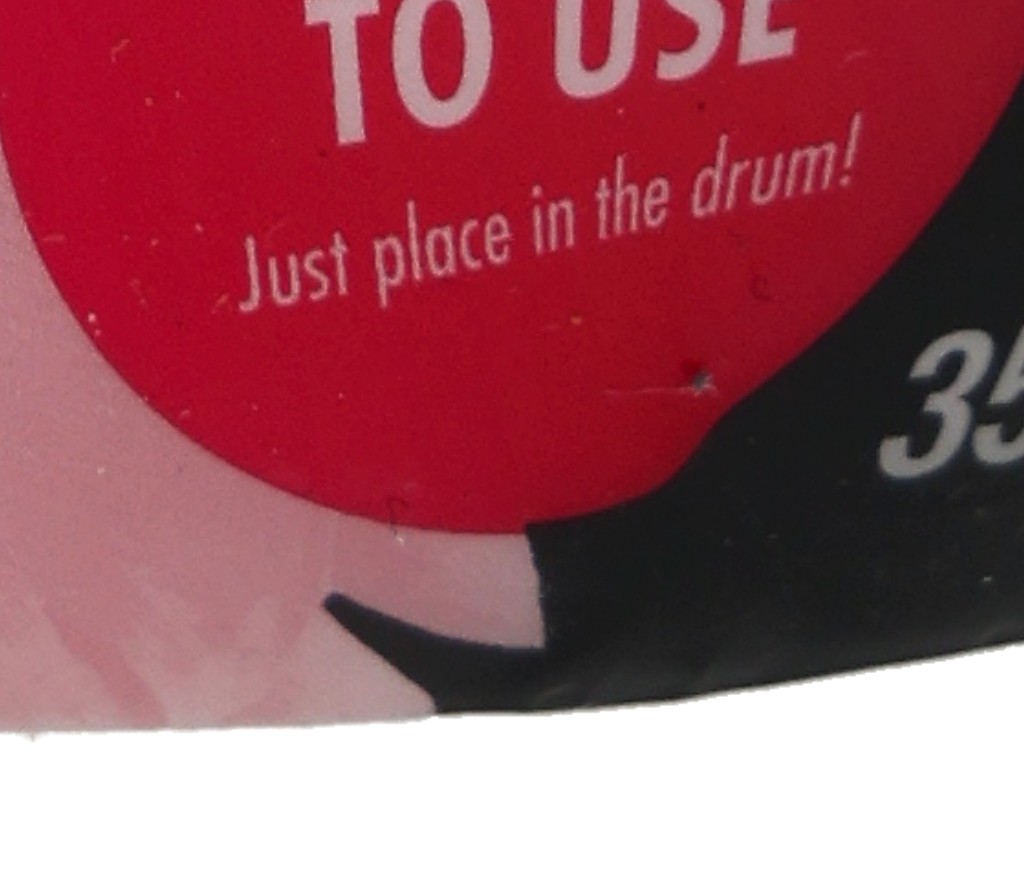 TO USE
Just place in the drum!
35